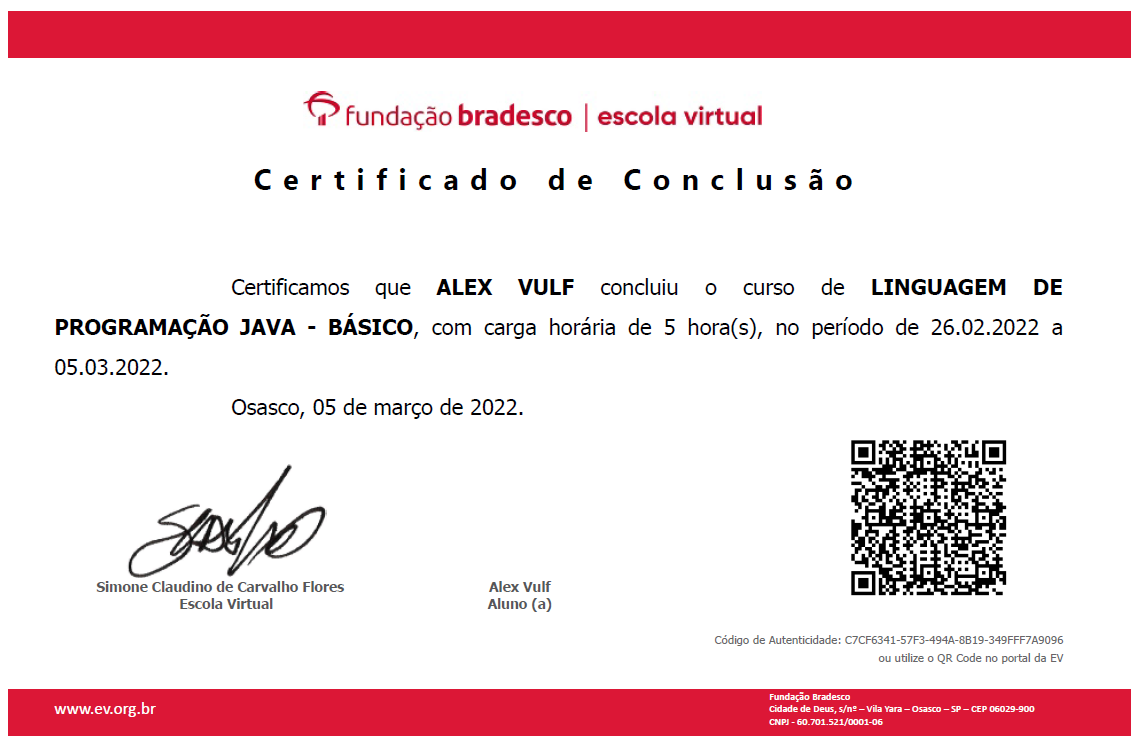 fundação bradesco | escola virtual
Certificado de Conclusão
Certificamos que ALEX VULF concluiu o curso de LINGUAGEM DE
PROGRAMAÇÃO JAVA - BÁSICO, com carga horária de 5 hora(s), no período de 26.02.2022 a
05.03.2022.
Osasco, 05 de março de 2022.
Simone Claudino de Carvalho Flores
Escola Virtual
Alex Vulf
Aluno (a)
Código de Autenticidade: C7CF6341-57F3-494A-8B19-349FFF7A9096
ou utilize o QR Code no portal da EV
www.ev.org.br
Fundação Bradesco
Cidade de Deus, s/nº – Vila Yara – Osasco – SP – CEP 06029-900
CNPJ - 60.701.521/0001-06